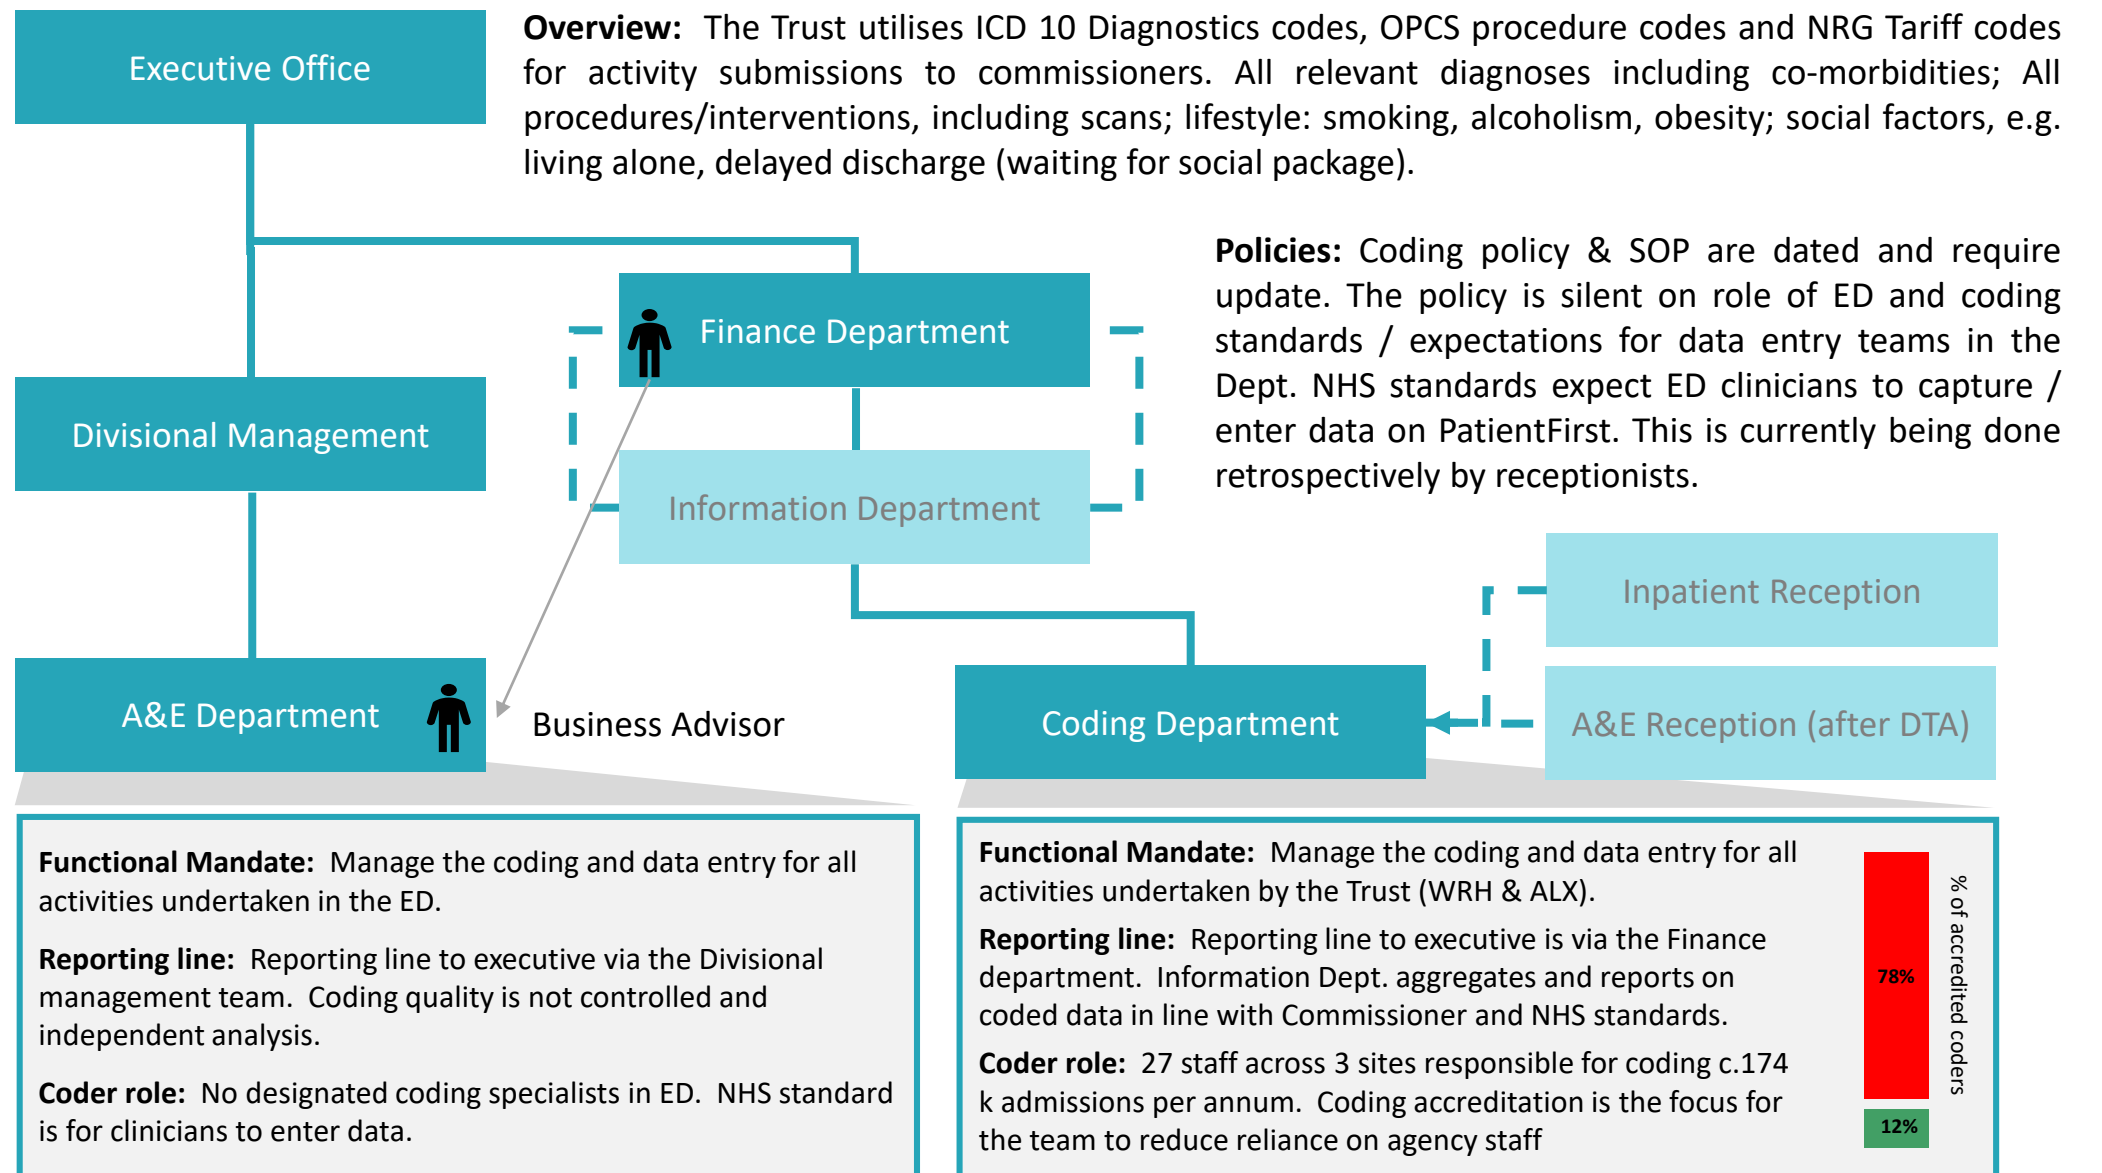 Executive Office
Overview: The Trust utilises ICD 10 Diagnostics codes, OPCS procedure codes and NRG Tariff codes
for activity submissions to commissioners. All relevant diagnoses including co-morbidities; All
procedures/interventions, including scans; lifestyle: smoking, alcoholism, obesity; social factors, e.g.
living alone, delayed discharge (waiting for social package).
Policies: Coding policy & SOP are dated and require
update. The policy is silent on role of ED and coding
standards / expectations for data entry teams in the
Dept. NHS standards expect ED clinicians to capture /
enter data on PatientFirst. This is currently being done
retrospectively by receptionists.
Finance Department
Divisional Management
Information Department
Inpatient Reception
A&E Department
Business Advisor
Coding Department
A&E Reception (after DTA)
Functional Mandate: Manage the coding and data entry for all
activities undertaken in the ED.
Reporting line: Reporting line to executive via the Divisional
management team. Coding quality is not controlled and
independent analysis.
Coder role: No designated coding specialists in ED. NHS standard
is for clinicians to enter data.
Functional Mandate: Manage the coding and data entry for all
activities undertaken by the Trust (WRH & ALX).
Reporting line: Reporting line to executive is via the Finance
department. Information Dept. aggregates and reports on
coded data in line with Commissioner and NHS standards.
Coder role: 27 staff across 3 sites responsible for coding c.174
k admissions per annum. Coding accreditation is the focus for
the team to reduce reliance on agency staff
78%
12%
% of accredited coders